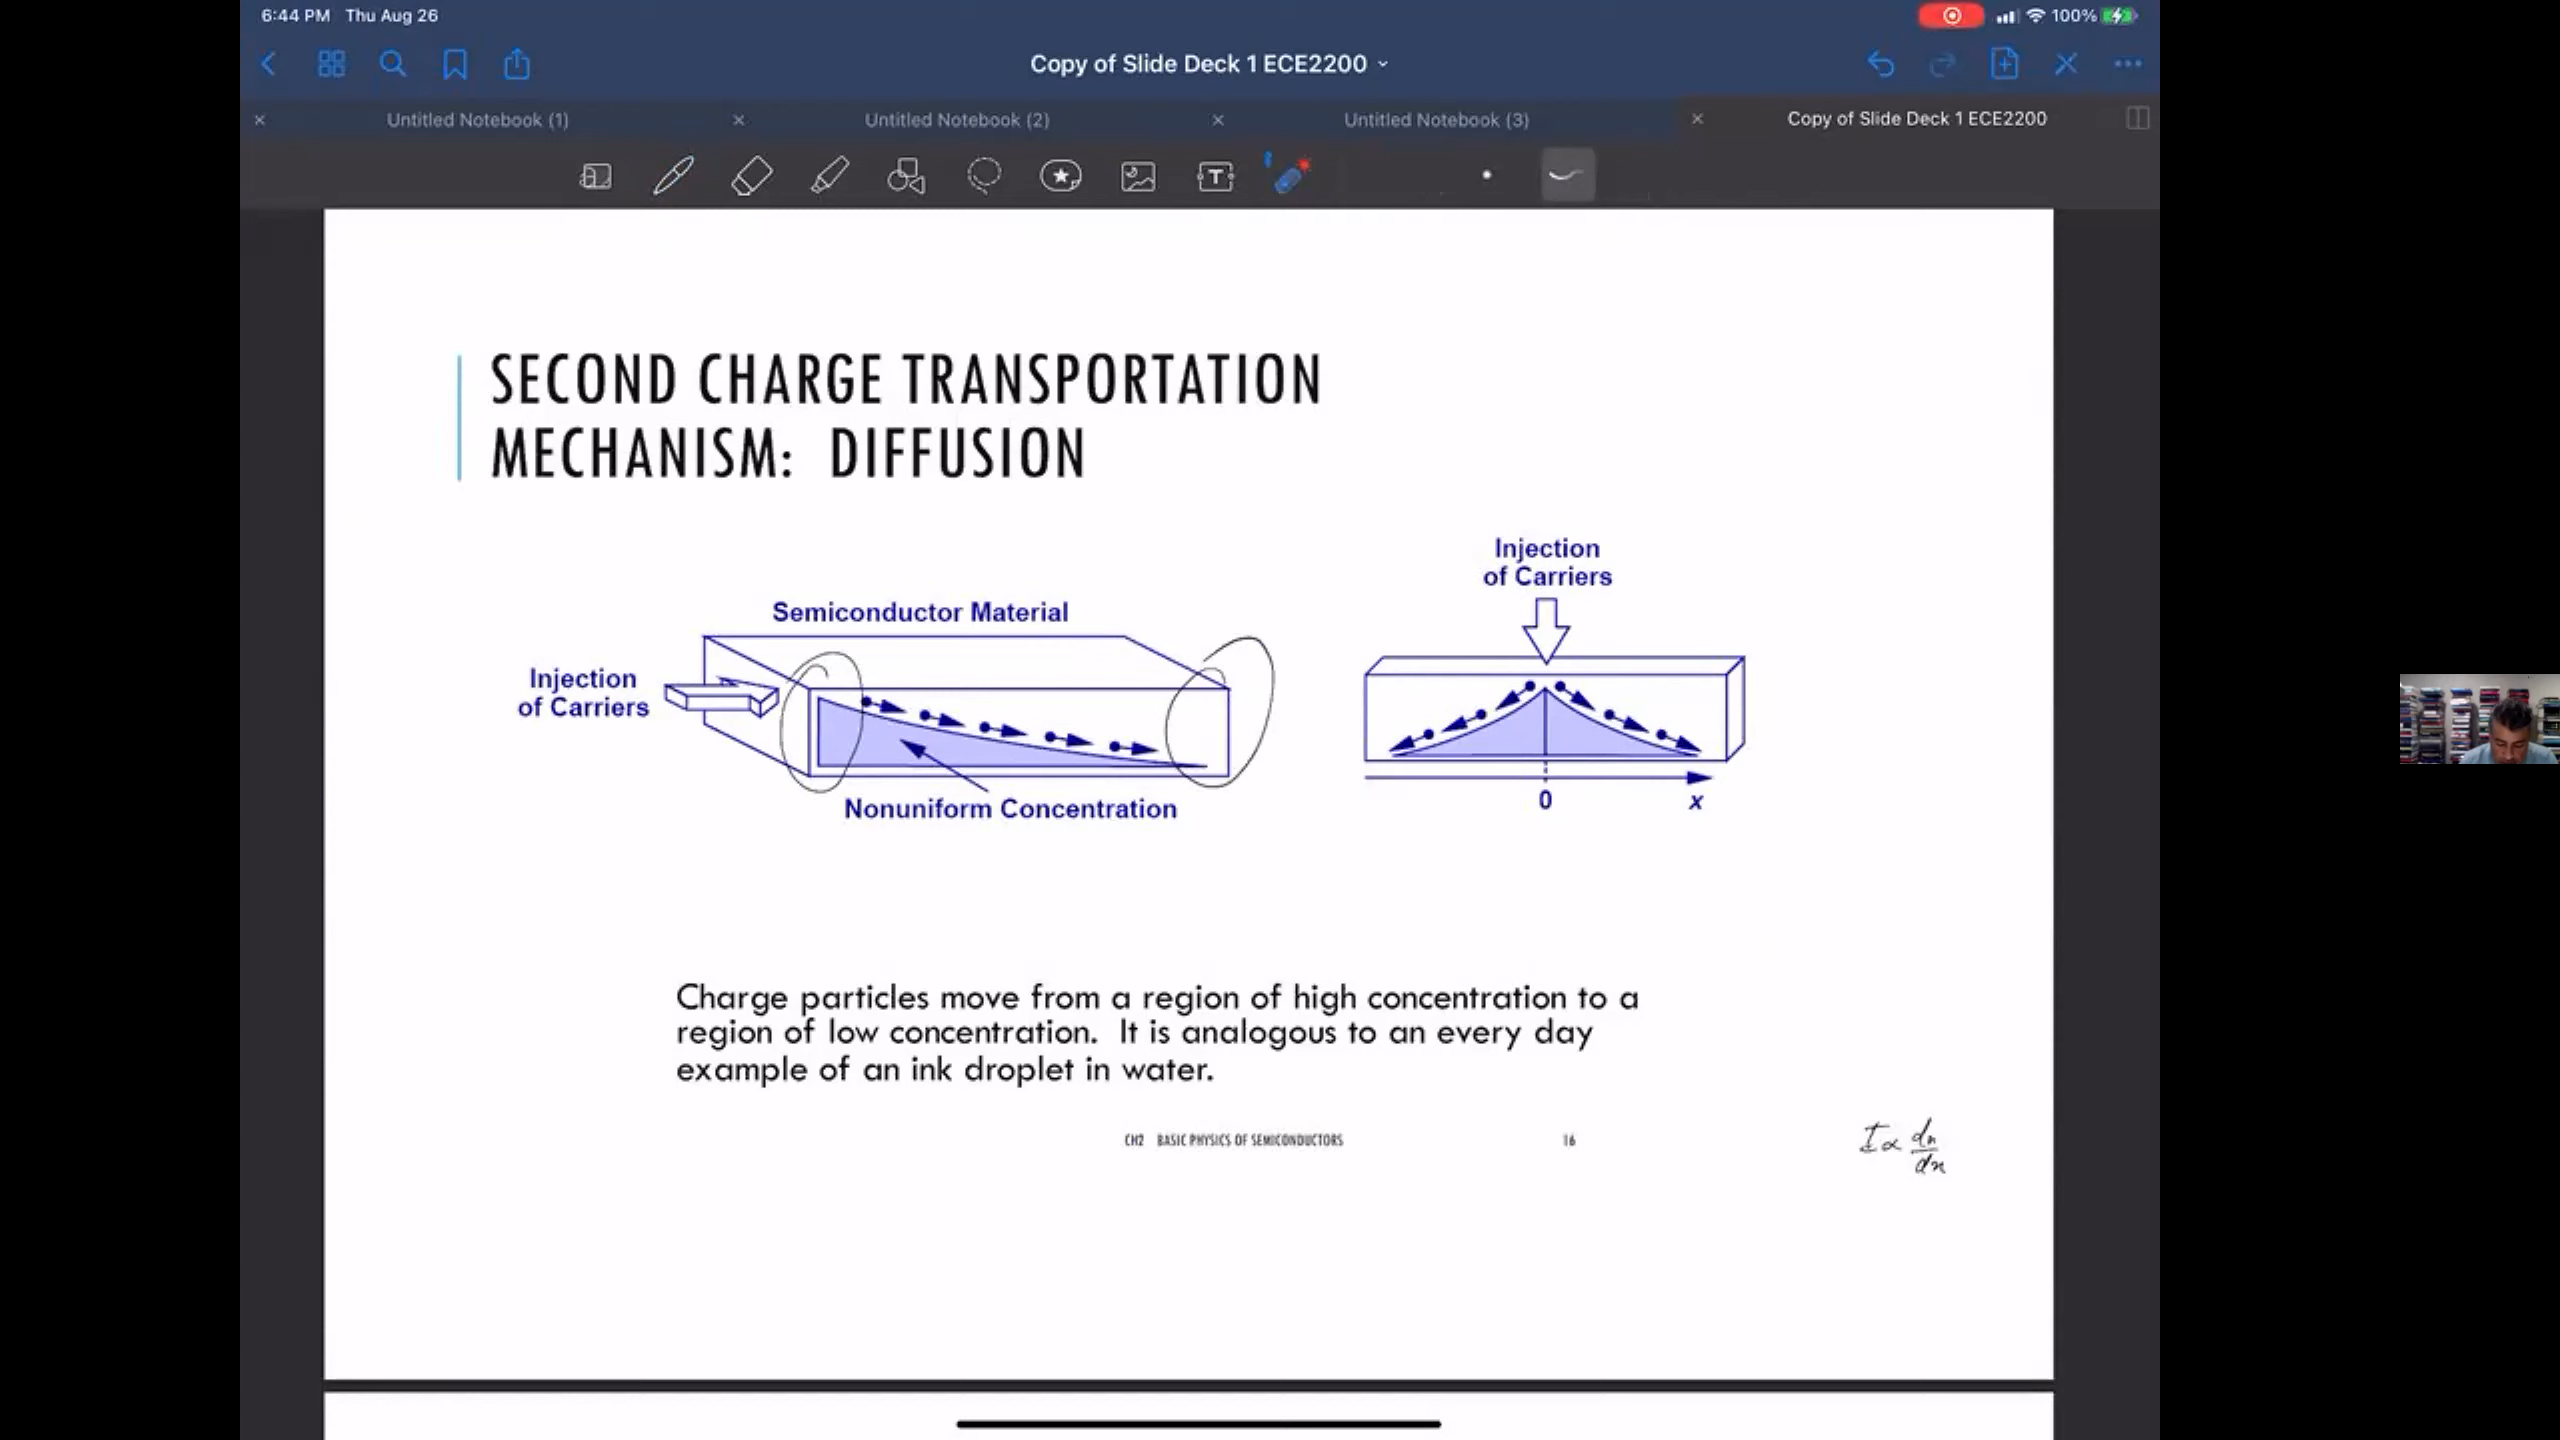 6:44 PM Thu Aug 26
100%
Copy of Slide Deck 1 ECE2200
Untitled Notebook (1)
Untitled Notebook (2)
Untitled Notebook (3)
Copy of Slide Deck 1 ECE2200
SECOND CHARGE TRANSPORTATION
MECHANISM: DIFFUSION
Semiconductor Material
Injection
of Carriers
Nonuniform Concentration
Injection
of Carriers
0
x
Charge particles move from a region of high concentration to a
region of low concentration. It is analogous to an every day
example of an ink droplet in water.
CH2 BASIC PHYSICS OF SEMICONDUCTORS
16
I ∝ dn/dx